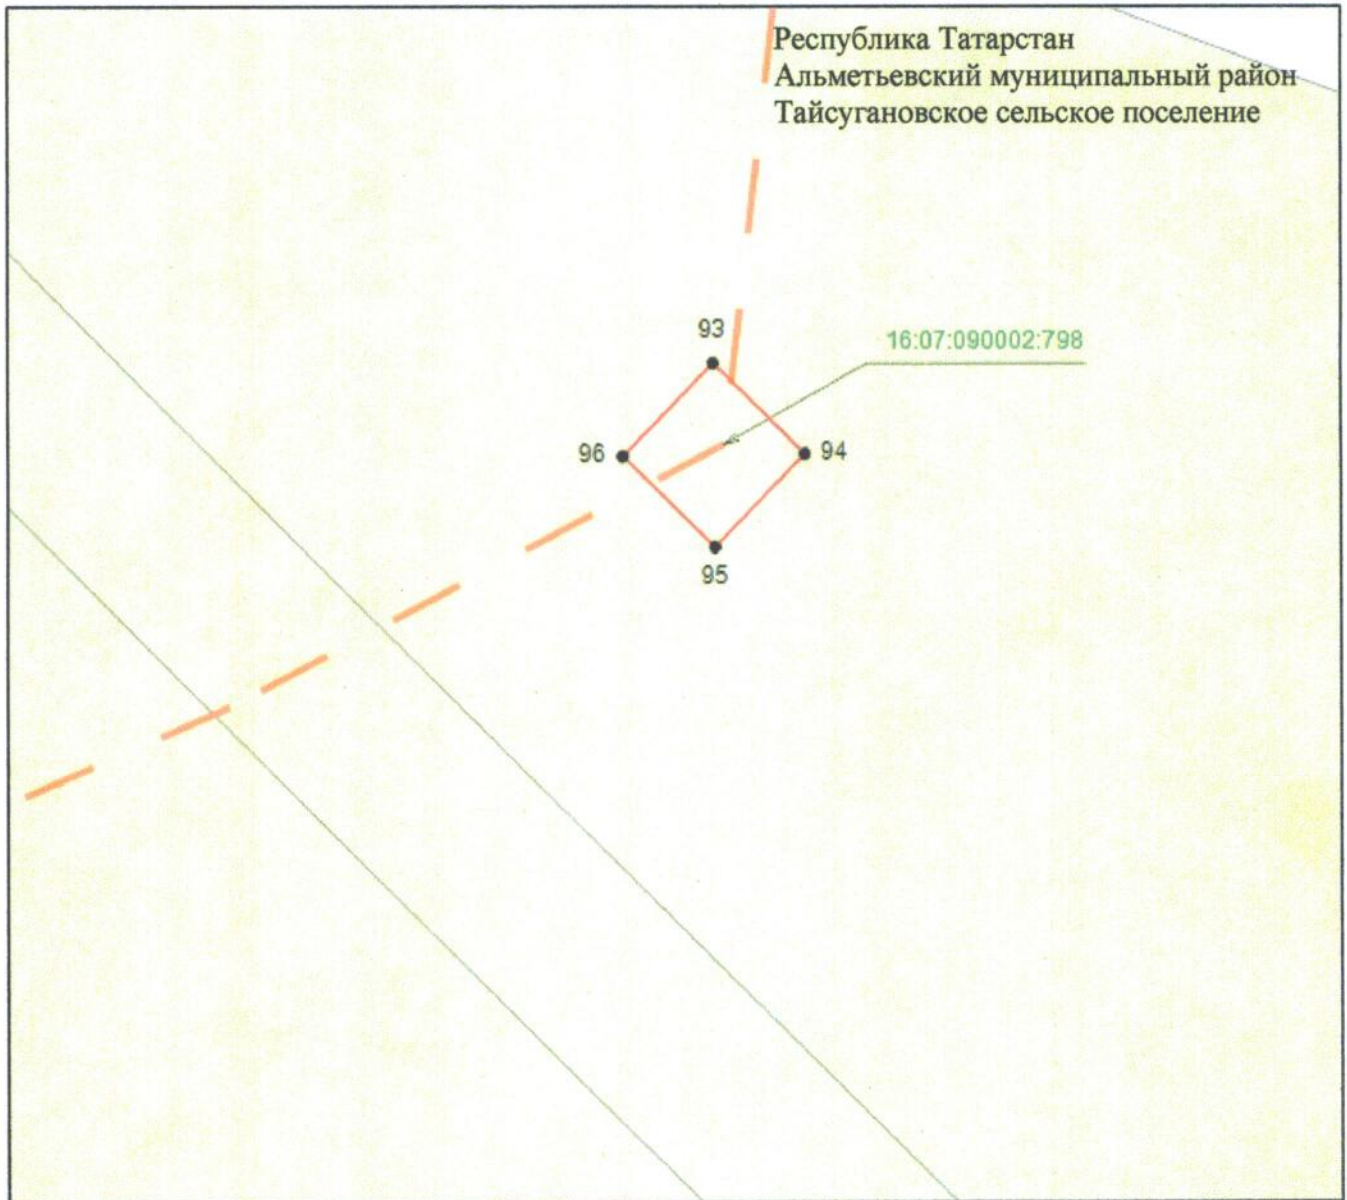 Республика Татарстан
Альметьевский муниципальный район
Тайсугановское сельское поселение
93
16:07:090002:798
96
94
95